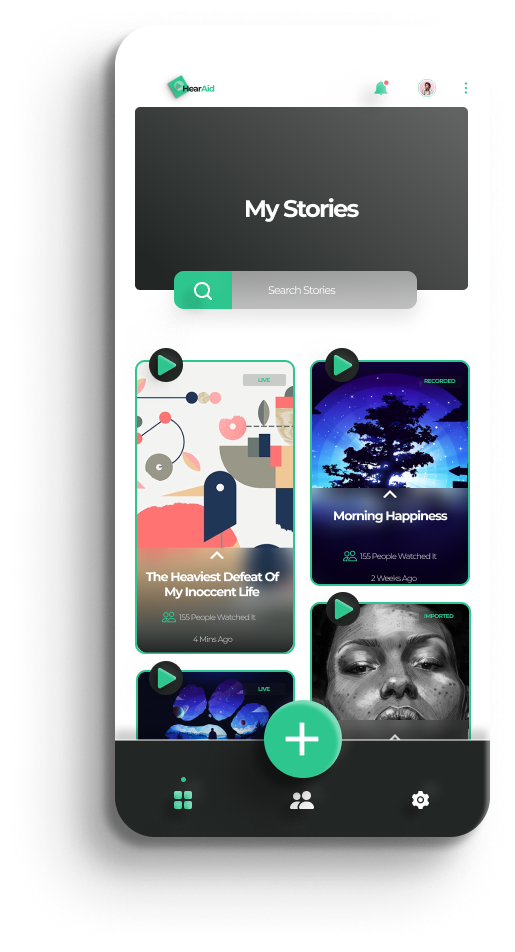 HearAid
My Stories
Search Stories
LIVE
The Heaviest Defeat Of
My Inoccent Life
155 People Watched It
4 Mins Ago
RECORDED
Morning Happiness
155 People Watched It
2 Weeks Ago
LIVE
IMPORTED